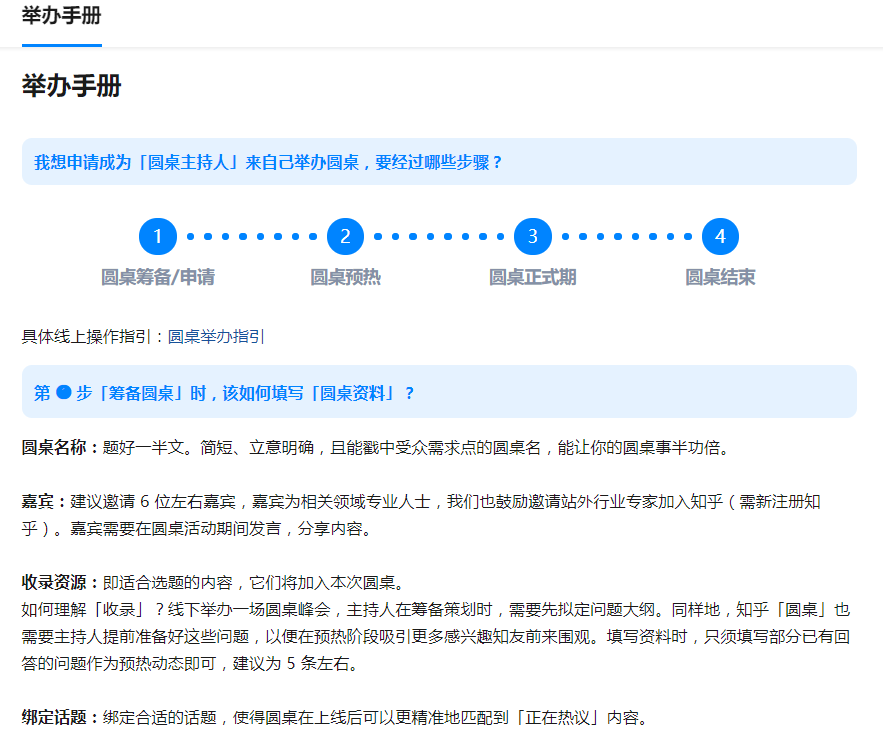 举办手册
举办手册
我想申请成为「圆桌主持人」来自己举办圆桌，要经过哪些步骤？
1 2 3 4
圆桌筹备/申请 圆桌预热 圆桌正式期 圆桌结束
具体线上操作指引：圆桌举办指引
第 步「筹备圆桌」时，该如何填写「圆桌资料」？
圆桌名称：题好一半文。简短、立意明确，且能戳中受众需求点的圆桌名，能让你的圆桌事半功倍。
嘉宾：建议邀请 6 位左右嘉宾，嘉宾为相关领域专业人士，我们也鼓励邀请站外行业专家加入知乎（需新注册知
乎）。嘉宾需要在圆桌活动期间发言，分享内容。
收录资源：即适合选题的内容，它们将加入本次圆桌。
如何理解「收录」？线下举办一场圆桌峰会，主持人在筹备策划时，需要先拟定问题大纲。同样地，知乎「圆桌」也
需要主持人提前准备好这些问题，以便在预热阶段吸引更多感兴趣知友前来围观。填写资料时，只须填写部分已有回
答的问题作为预热动态即可，建议为 5 条左右。
绑定话题：绑定合适的话题，使得圆桌在上线后可以更精准地匹配到「正在热议」内容。